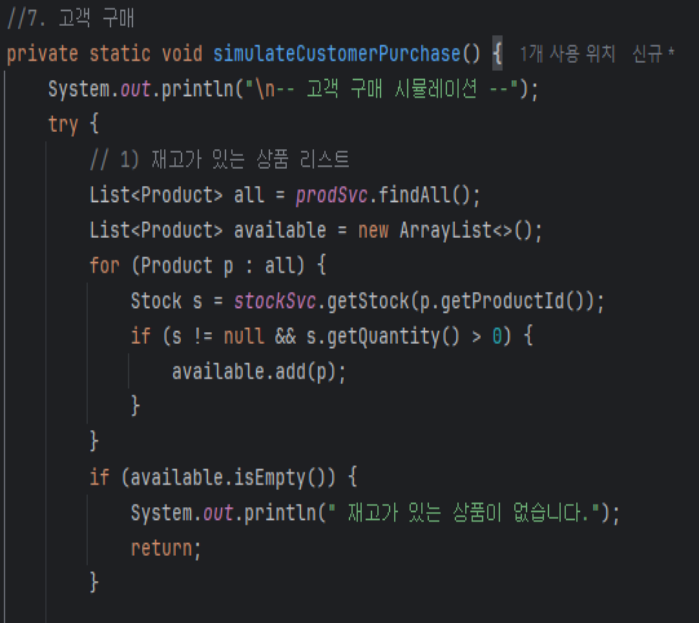 //7. 고객 구매
private static void simulateCustomerPurchase() { 1개 사용 위치 신규 *
System.out.println("\n-- 고객 구매 시뮬레이션 --");
try {
// 1) 재고가 있는 상품 리스트
List<Product> all = prodSvc.findAll();
List<Product> available = new ArrayList<>();
for (Product p : all) {
Stock s = stockSvc.getStock(p.getProductId());
if (s != null && s.getQuantity() > 0) {
available.add(p);
}
}
if (available.isEmpty()) {
System.out.println(" 재고가 있는 상품이 없습니다.");
return;
}